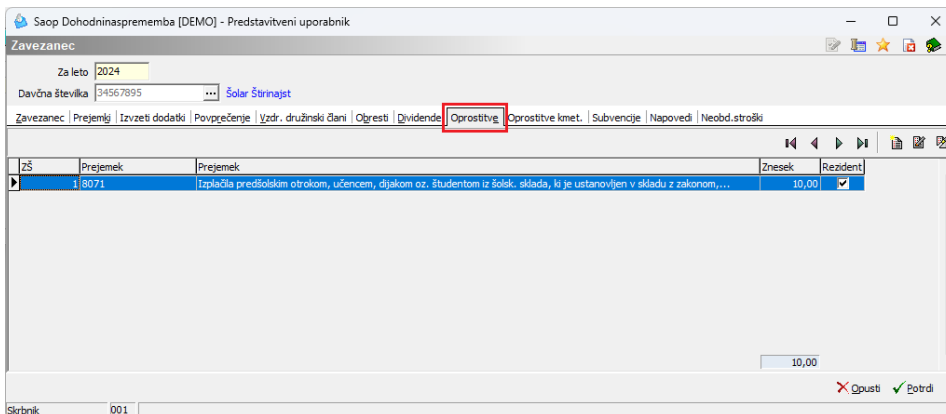 Saop Dohodninasprememba [DEMO] - Predstavitveni uporabnik
Zavezanec
Za leto 2024
Davčna številka 34567895 ... Šolar Štirinajst
Zavezanec Prejemki Izvzeti dodatki Povprečenje Vzdr. družinski člani Obresti Dividende Oprostitve Oprostitve kmet. Subvencije Napovedi Neobd.stroški
ZŠ Prejemek Prejemek Znesek Rezident
1 8071 Izplačila predšolskim otrokom, učencem, dijakom oz. študentom iz šolsk. sklada, ki je ustanovljen v skladu z zakonom,... 10,00
10,00
Opusti Potrdi
Skrbnik 001